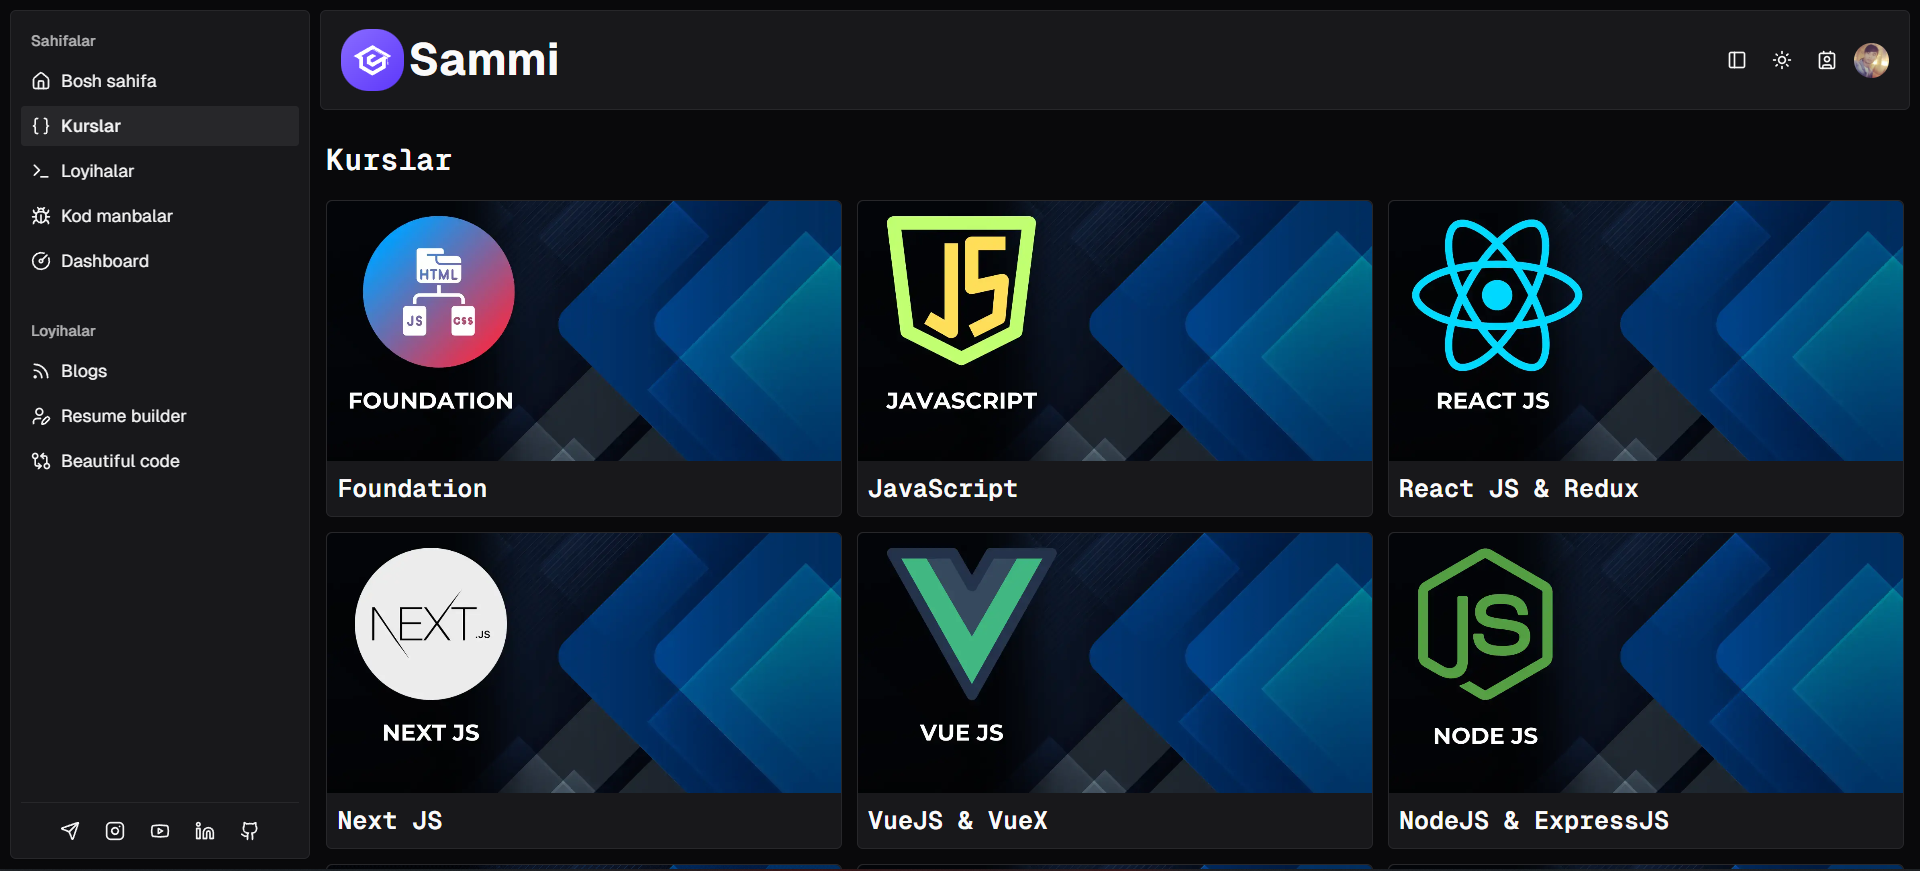 Sahifalar
Bosh sahifa
Kurslar
Loyihalar
Kod manbalar
Dashboard
Loyihalar
Blogs
Resume builder
Beautiful code
Sammi
Kurslar
HTML
JS
CSS
FOUNDATION
Foundation
JS
JAVASCRIPT
JavaScript
REACT JS
React JS & Redux
NEXT.JS
NEXT JS
Next JS
VUE JS
VueJS & VueX
JS
NODE JS
NodeJS & ExpressJS